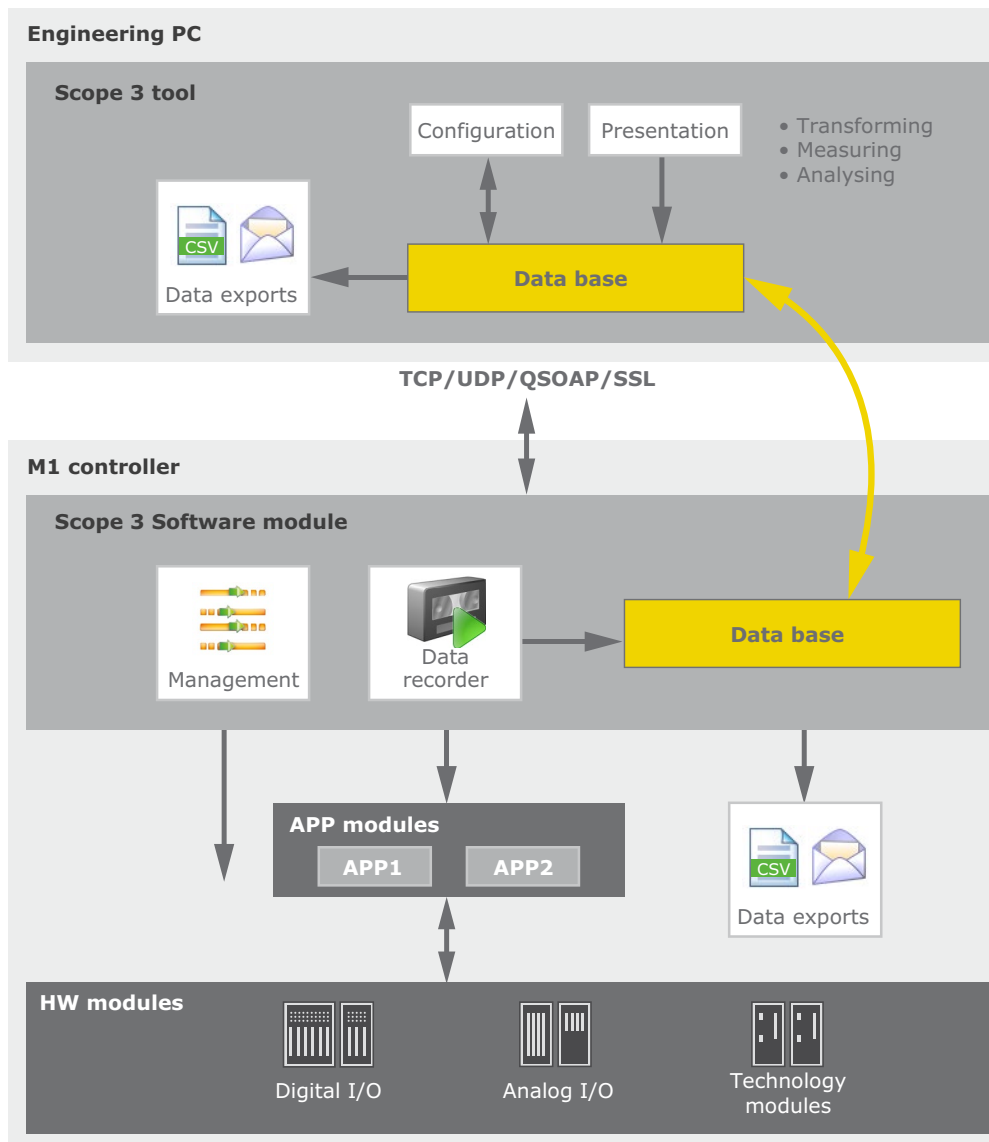 Engineering PC
Scope 3 tool
Configuration
Presentation
• Transforming
• Measuring
• Analysing
CSV
Data exports
Data base
TCP/UDP/QSOAP/SSL
M1 controller
Scope 3 Software module
Management
Data
recorder
Data base
APP modules
APP1
APP2
CSV
Data exports
HW modules
Digital I/O
Analog I/O
Technology
modules